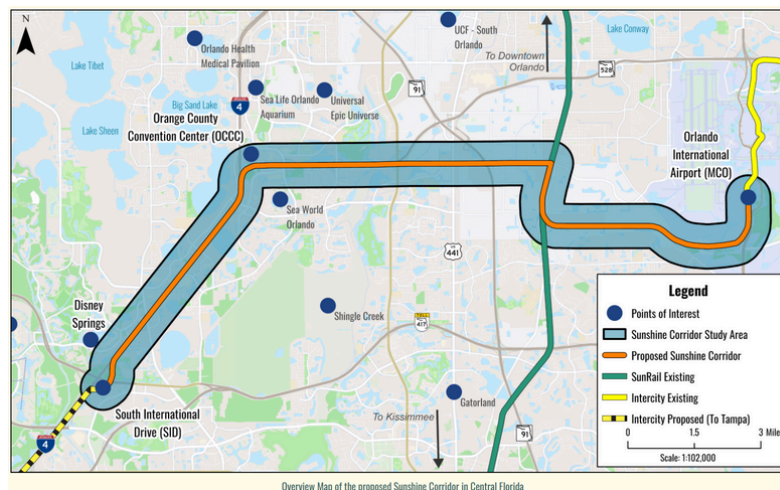 N
Orlando Health
Medical Pavilion
UCF - South
Orlando
Lake Conway
To Downtown
Orlando
528
Lake Tibet
91
Big Sand Lake
4
Sea Life Orlando
Aquarium
Universal
Epic Universe
Orange County
Convention Center (OCCC)
Lake Sheen
Orlando
International
Airport (MCO)
Sea World
Orlando
441
Legend
Points of Interest
Sunshine Corridor Study Area
Proposed Sunshine Corridor
SunRail Existing
Intercity Existing
Intercity Proposed (To Tampa)
0 1.5 3 Mile
Scale: 1:102,000
Disney
Springs
Shingle Creek
417
South International
Drive (SID)
Gatorland
To Kissimmee
91
4
Overview Map of the proposed Sunshine Corridor in Central Florida